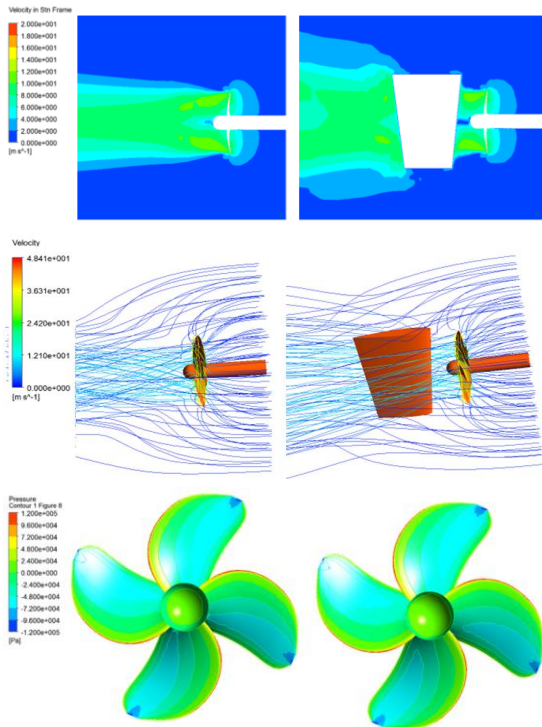 Velocity in Stn Frame
2.000e+001
1.800e+001
1.600e+001
1.400e+001
1.200e+001
1.000e+001
8.000e+000
6.000e+000
4.000e+000
2.000e+000
0.000e+000
[m s^-1]
Velocity
4.841e+001
3.631e+001
2.420e+001
1.210e+001
0.000e+000
[m s^-1]
Pressure
Contour 1 Figure 8
1.200e+005
9.600e+004
7.200e+004
4.800e+004
2.400e+004
0.000e+000
-2.400e+004
-4.800e+004
-7.200e+004
-9.600e+004
-1.200e+005
[Pa]